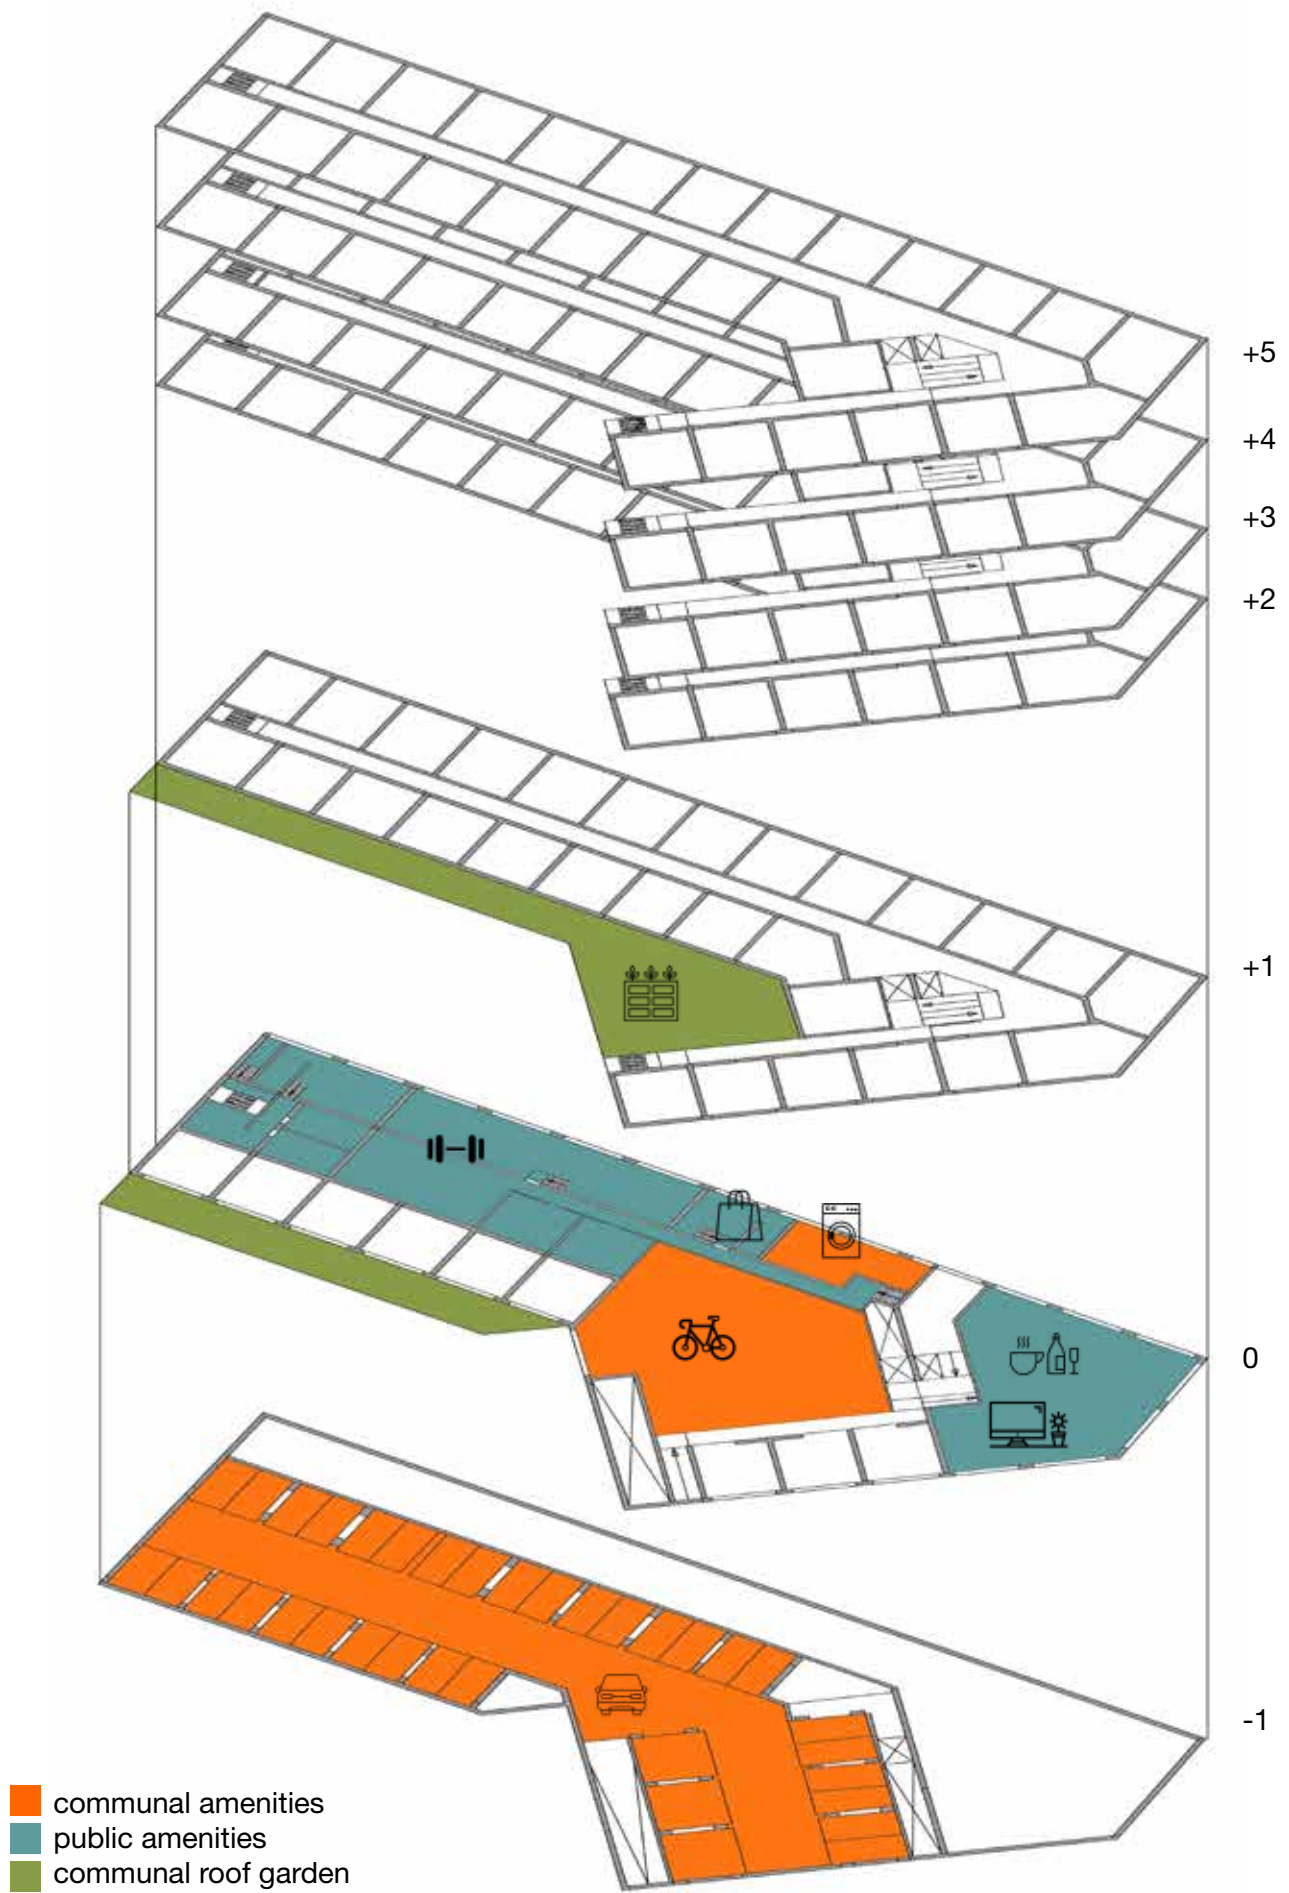 +5
+4
+3
+2
+1
0
-1
communal amenities
public amenities
communal roof garden